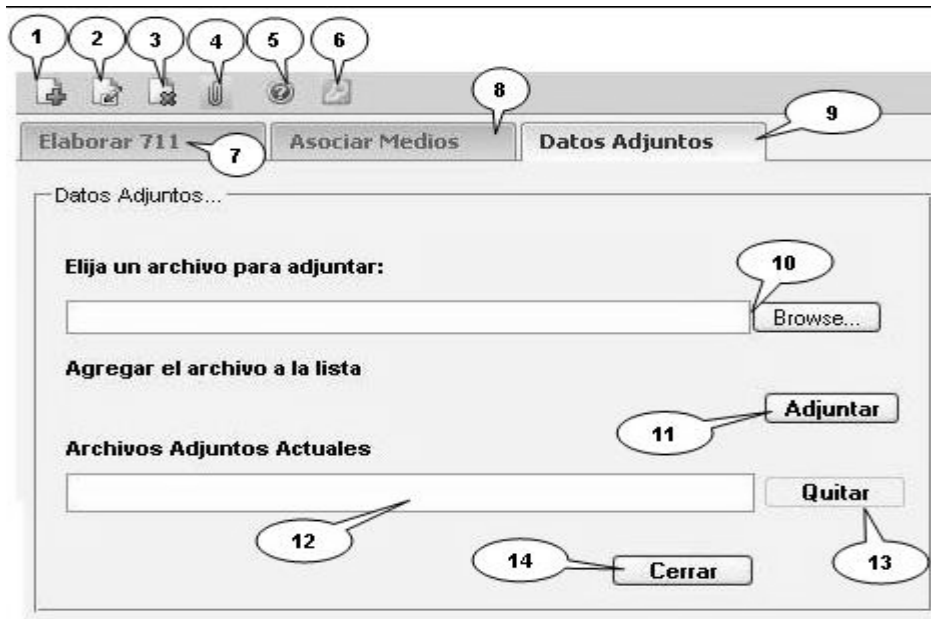 1 2 3 4 5 6
8
9
Elaborar 711 Asociar Medios Datos Adjuntos
7
Datos Adjuntos...
Elija un archivo para adjuntar:
10
Browse...
Agregar el archivo a la lista
Adjuntar
11
Archivos Adjuntos Actuales
Quitar
12
14
13
Cerrar